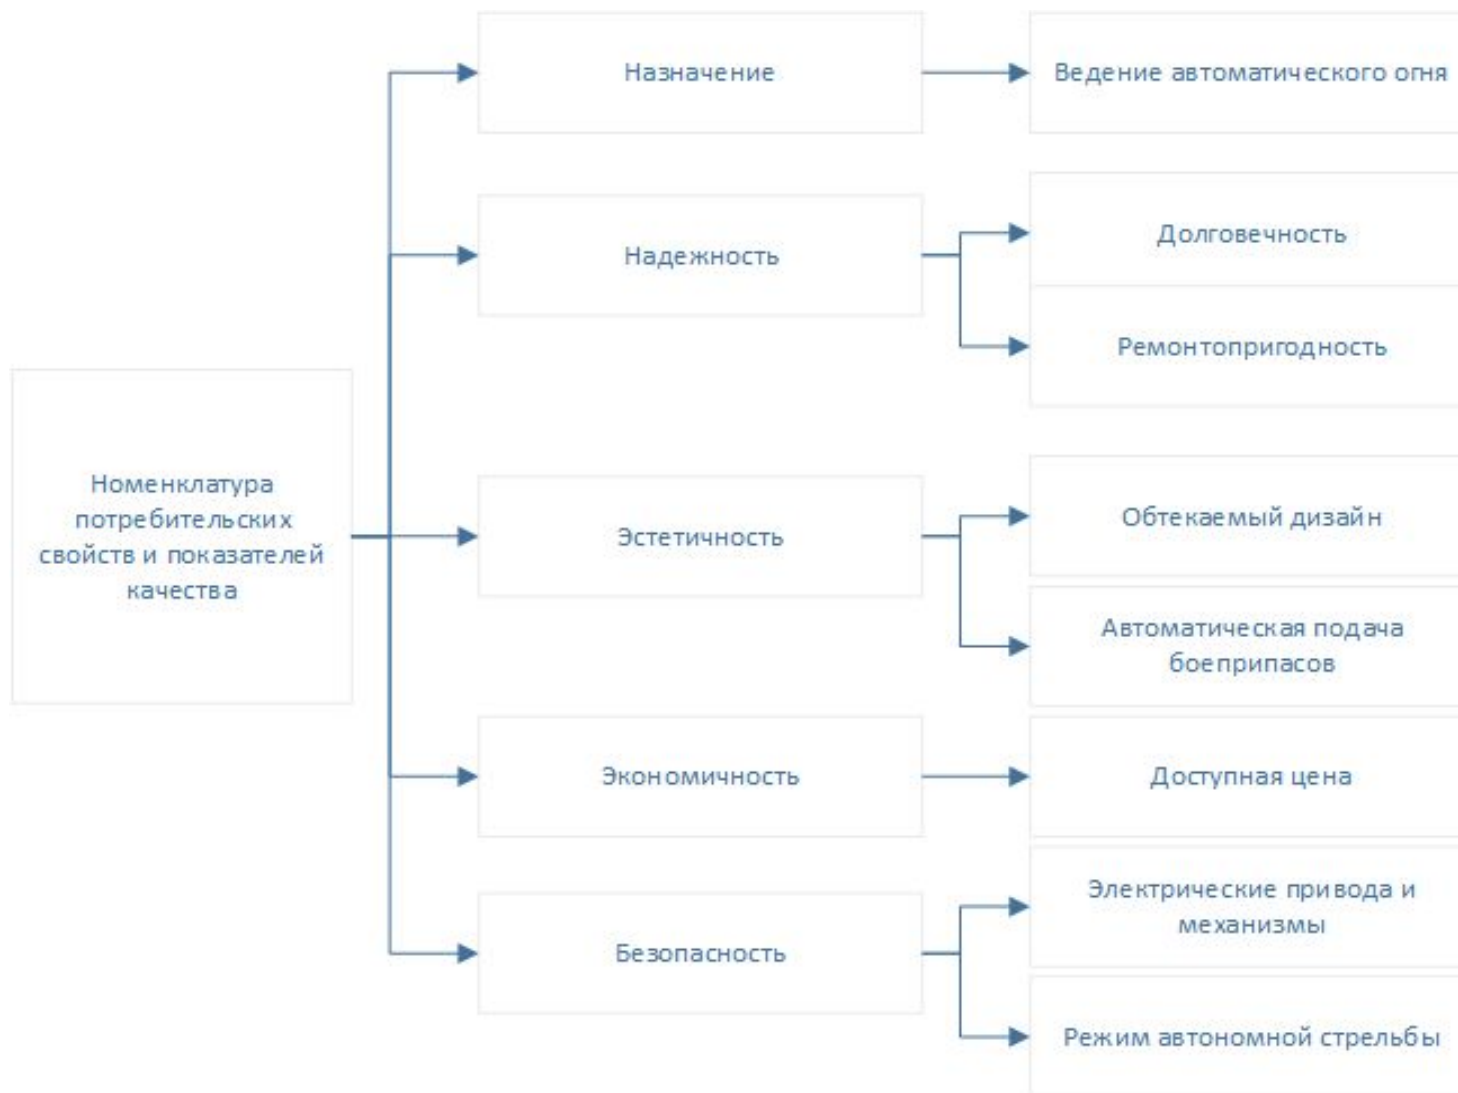 Номенклатура
потребительских
свойств и показателей
качества
Назначение
Ведение автоматического огня
Надежность
Долговечность
Ремонтопригодность
Эстетичность
Обтекаемый дизайн
Автоматическая подача
боеприпасов
Экономичность
Доступная цена
Безопасность
Электрические привода и
механизмы
Режим автономной стрельбы